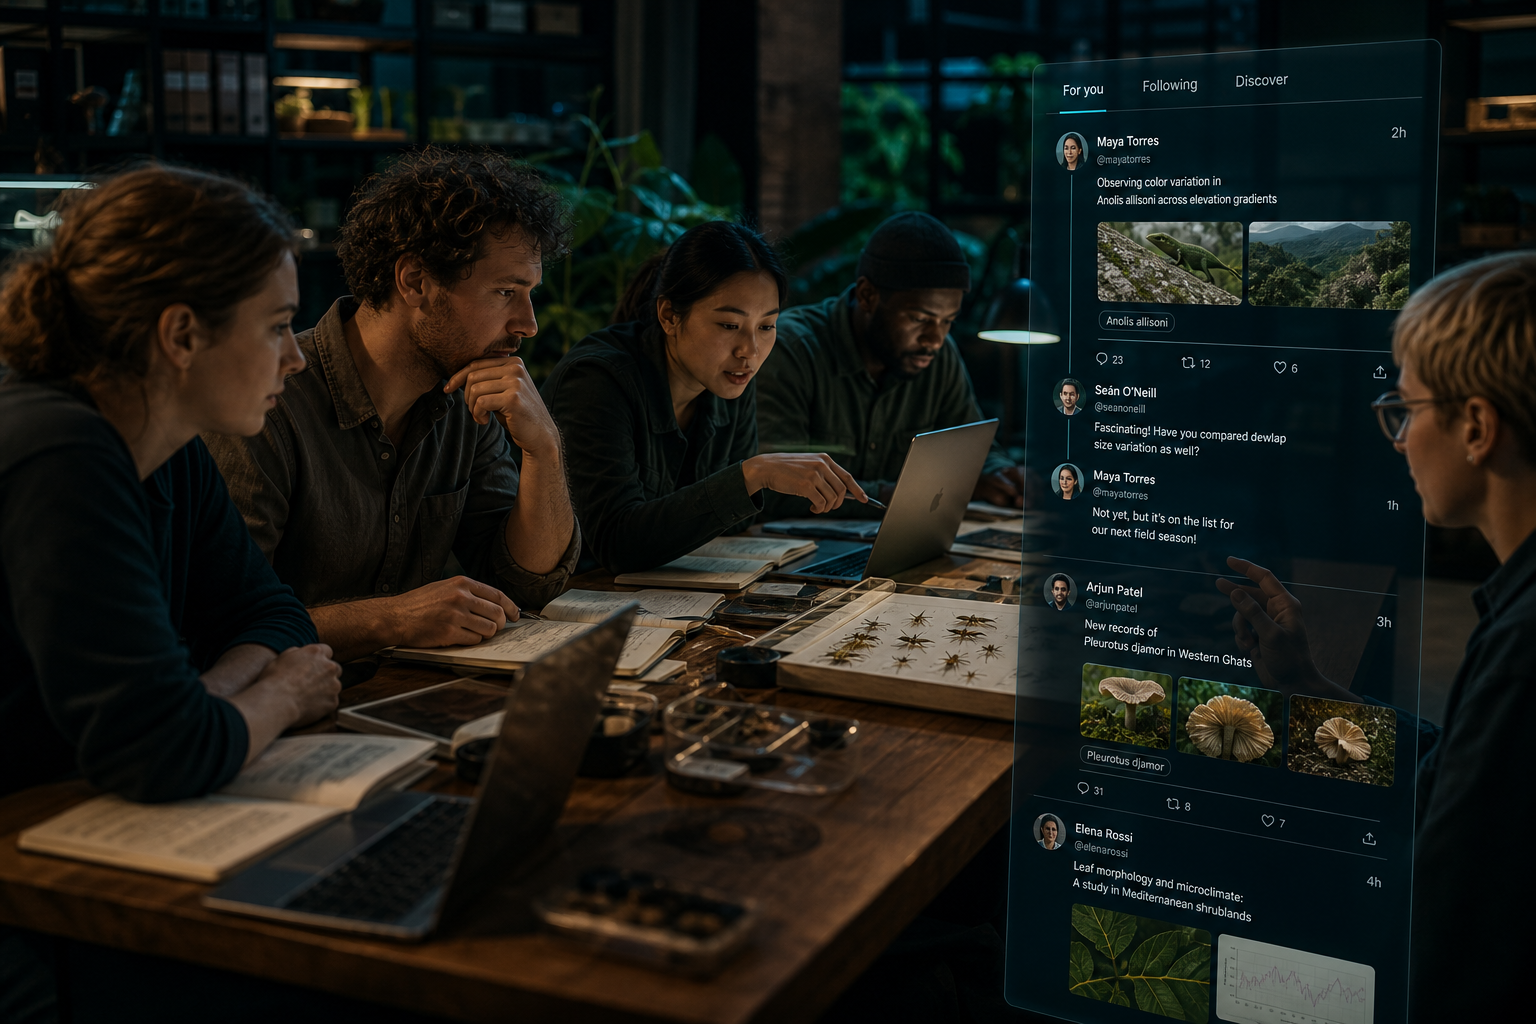 For you
Following
Discover
Maya Torres
2h
@mayatorres
Observing color variation in
Anolis allisoni across elevation gradients
Anolis allisoni
23
12
6
Seán O'Neill
@seanoneill
Fascinating! Have you compared dewlap
size variation as well?
Maya Torres
@mayatorres
1h
Not yet, but it's on the list for
our next field season!
Arjun Patel
@arjunpatel
3h
New records of
Pleurotus djamor in Western Ghats
Pleurotus djamor
31
8
7
Elena Rossi
@elenarossi
4h
Leaf morphology and microclimate:
A study in Mediterranean shrublands